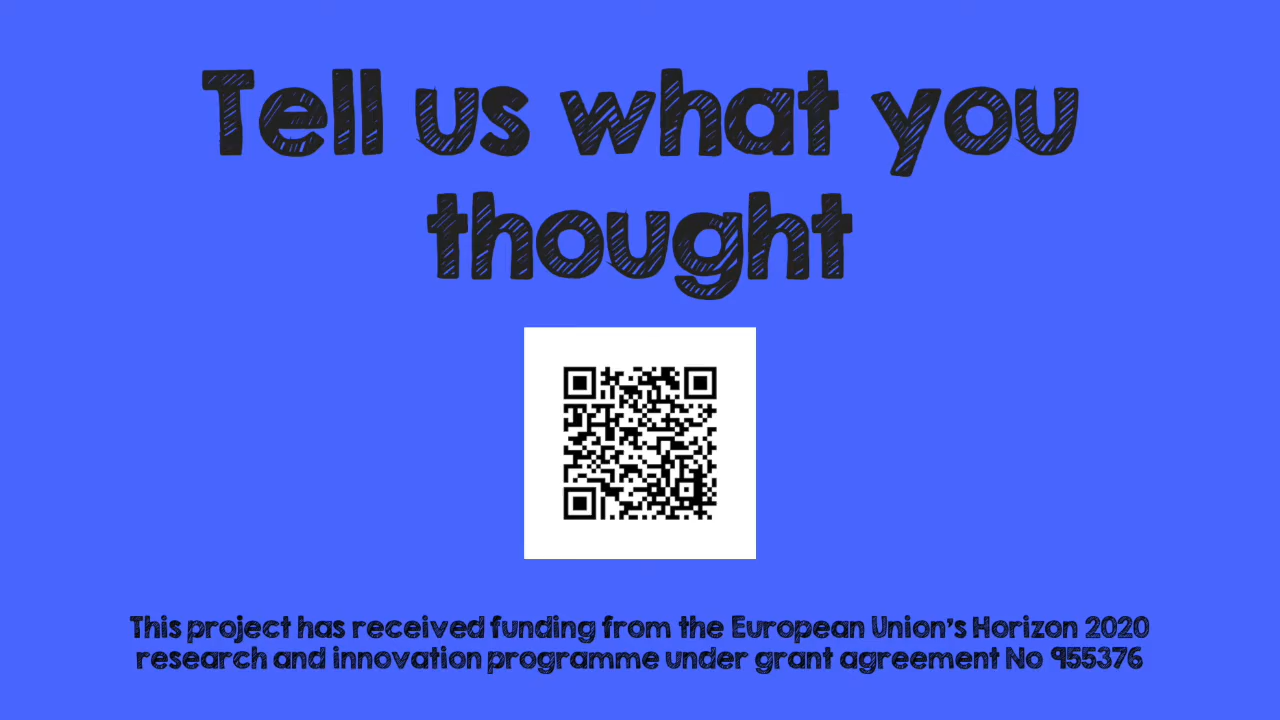 Tell us what you
thought
This project has received funding from the European Union's Horizon 2020
research and innovation programme under grant agreement No 955376